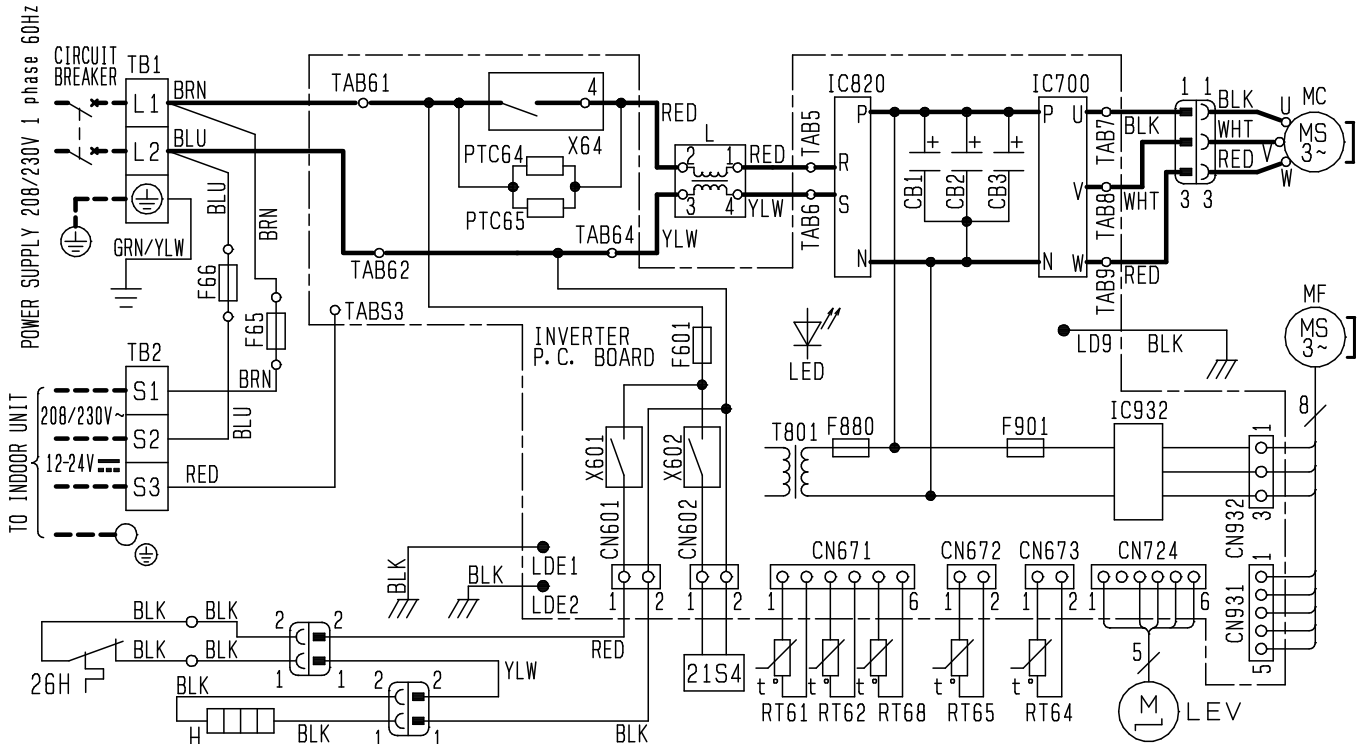 POWER SUPPLY 208/230V 1 phase 60Hz
CIRCUIT
BREAKER
TB1
L1
L2
BRN
BLU
GRN/YLW
BLU
BRN
F66
F65
TAB61
4
X64
PTC64
PTC65
TAB62
TAB64
TABS3
RED
YLW
L
2 1
3 4
RED
YLW
TAB5
TAB6
IC820
P
R
S
N
CB1
+
CB2
+
CB3
+
IC700
P
N
U
V
W
TAB7
TAB8
TAB9
BLK
WHT
RED
1 1
3 3
BLK
WHT
RED
U
V
W
MC
MS
3~
MF
MS
3~
8
INVERTER
P.C. BOARD
F601
LED
LD9
BLK
TO INDOOR UNIT
TB2
S1
S2
S3
208/230V~
12-24V
BRN
BLU
RED
X601
X602
CN601
CN602
1 2
1 2
T801
F880
F901
IC932
1
3
CN932
1
5
CN931
LDE1
LDE2
BLK
BLK
CN671
1 6
CN672
1 2
CN673
1 2
CN724
1 6
t°
RT61
t°
RT62
t°
RT68
t°
RT65
t°
RT64
5
M
LEV
21S4
BLK
BLK
BLK
BLK
26H
2 2
1 1
RED
YLW
BLK
2 2
1 1
H
BLK
BLK